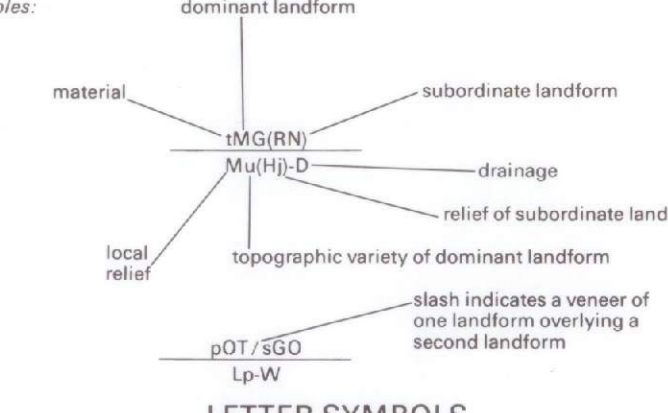 dominant landform
material
subordinate landform
tMG(RN)
Mu(Hj)-D
drainage
relief of subordinate land
local
relief
topographic variety of dominant landform
slash indicates a veneer of
one landform overlying a
second landform
pOT/sGO
Lp-W
LETTER SYMBOLS